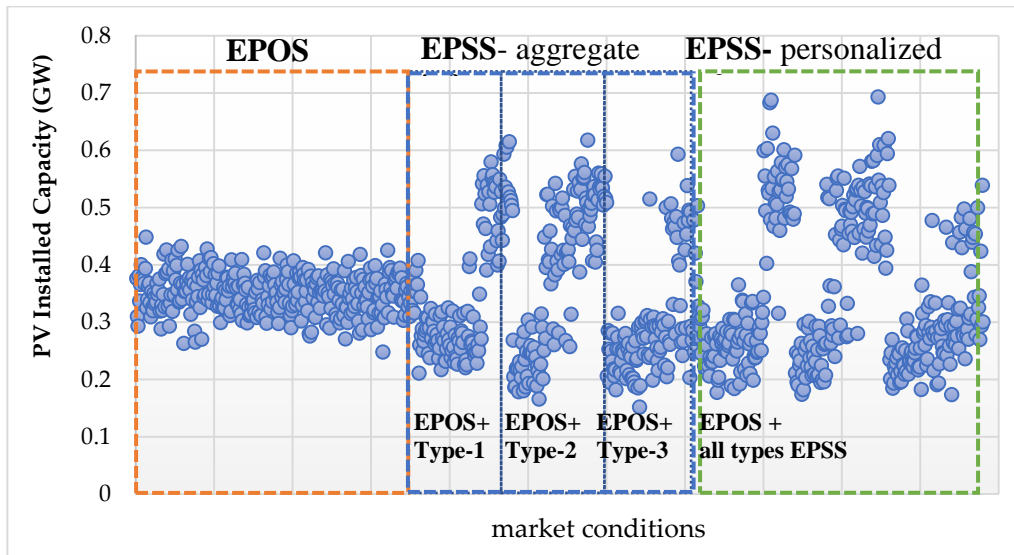 0.8
0.7
0.6
0.5
0.4
0.3
0.2
0.1
0
PV Installed Capacity (GW)
EPOS
EPSS- aggregate
EPSS- personalized
EPOS+
Type-1
EPOS+
Type-2
EPOS+
Type-3
EPOS +
all types EPSS
market conditions